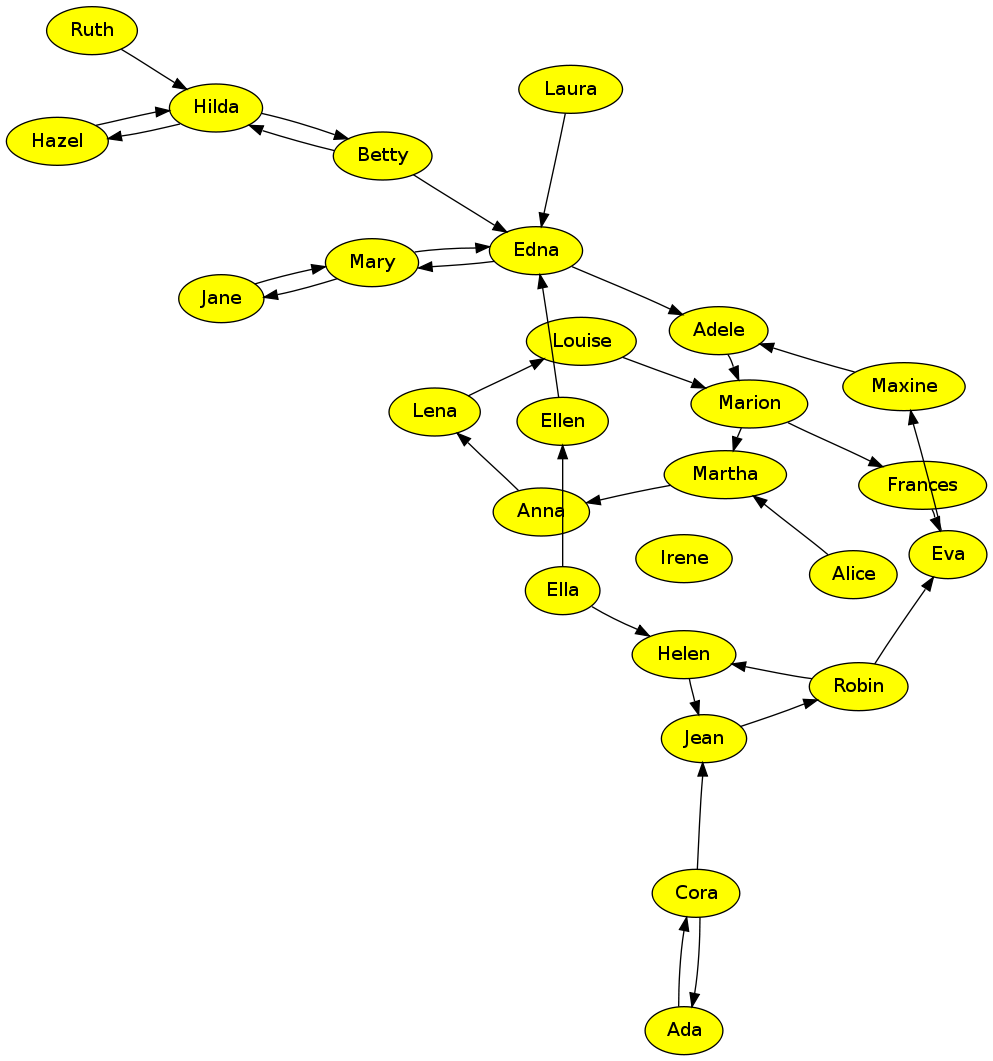 Ruth
Laura
Hilda
Hazel
Betty
Edna
Mary
Jane
Adele
Louise
Maxine
Marion
Lena
Ellen
Martha
Frances
Anna
Eva
Irene
Alice
Ella
Helen
Robin
Jean
Cora
Ada